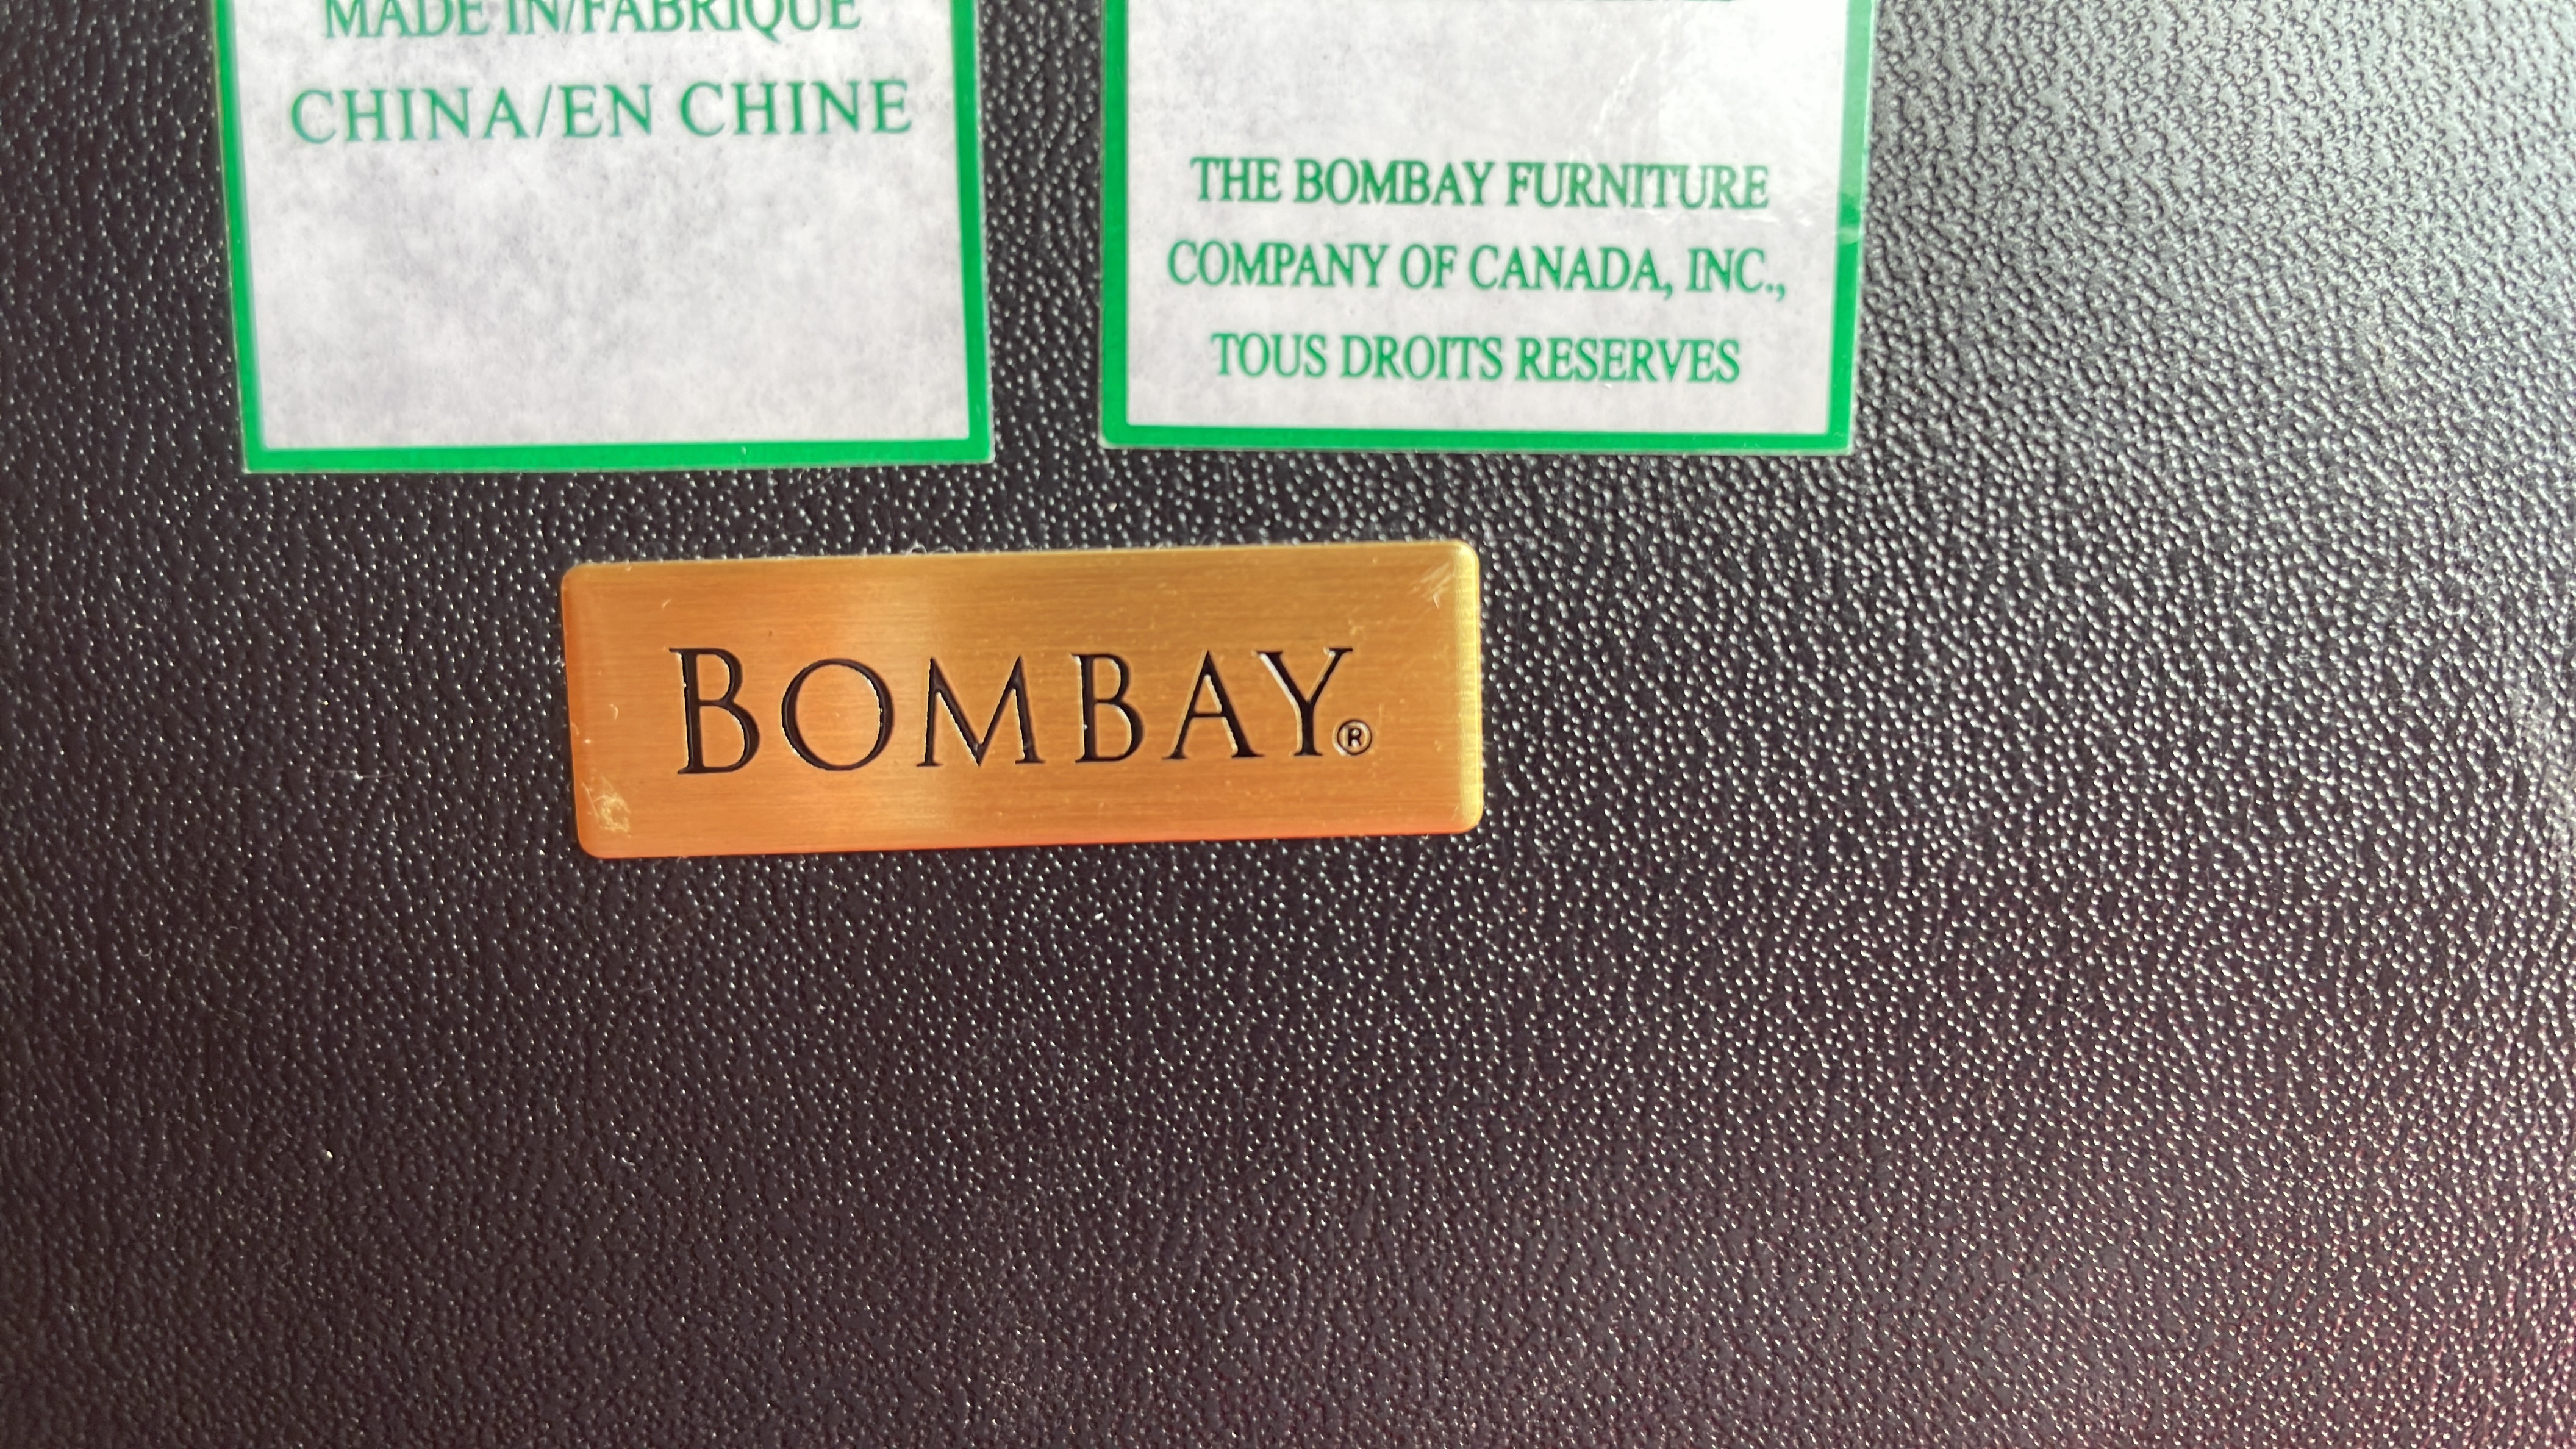 MADE IN/FABRIQUE
CHINA/EN CHINE
THE BOMBAY FURNITURE
COMPANY OF CANADA, INC.,
TOUS DROITS RESERVES
BOMBAY®